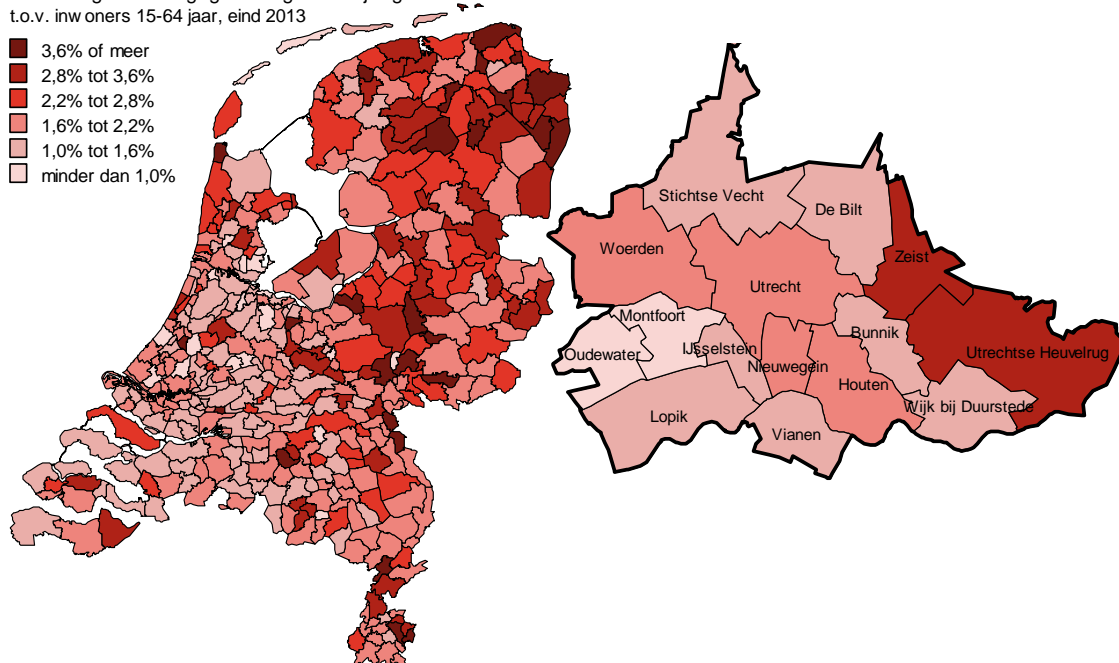 t.o.v. inwoners 15-64 jaar, eind 2013
3,6% of meer
2,8% tot 3,6%
2,2% tot 2,8%
1,6% tot 2,2%
1,0% tot 1,6%
minder dan 1,0%
Stichtse Vecht
De Bilt
Woerden
Zeist
Utrecht
Montfoort
Bunnik
Oudewater
IJsselstein
Utrechtse Heuvelrug
Nieuwegein
Houten
Wijk bij Duurstede
Lopik
Vianen